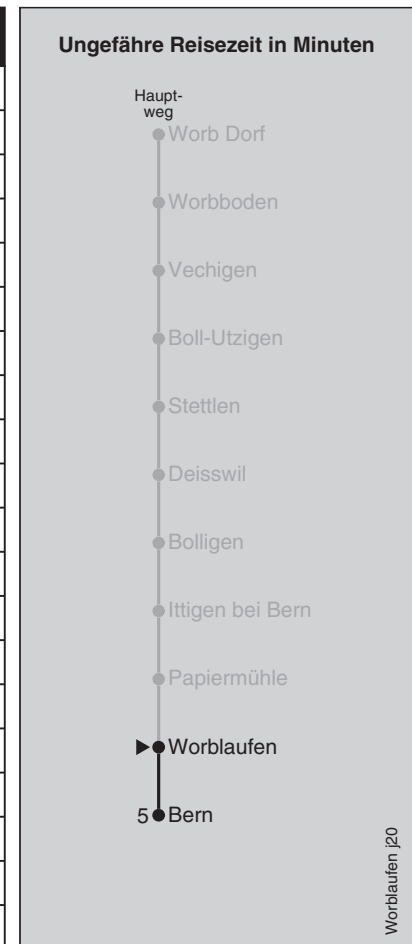 Ungefähre Reisezeit in Minuten
Haupt-
weg
Worb Dorf
Worbboden
Vechigen
Boll-Utzigen
Stettlen
Deisswil
Bolligen
Ittigen bei Bern
Papiermühle
Worblaufen
5 Bern
Worblaufen j20